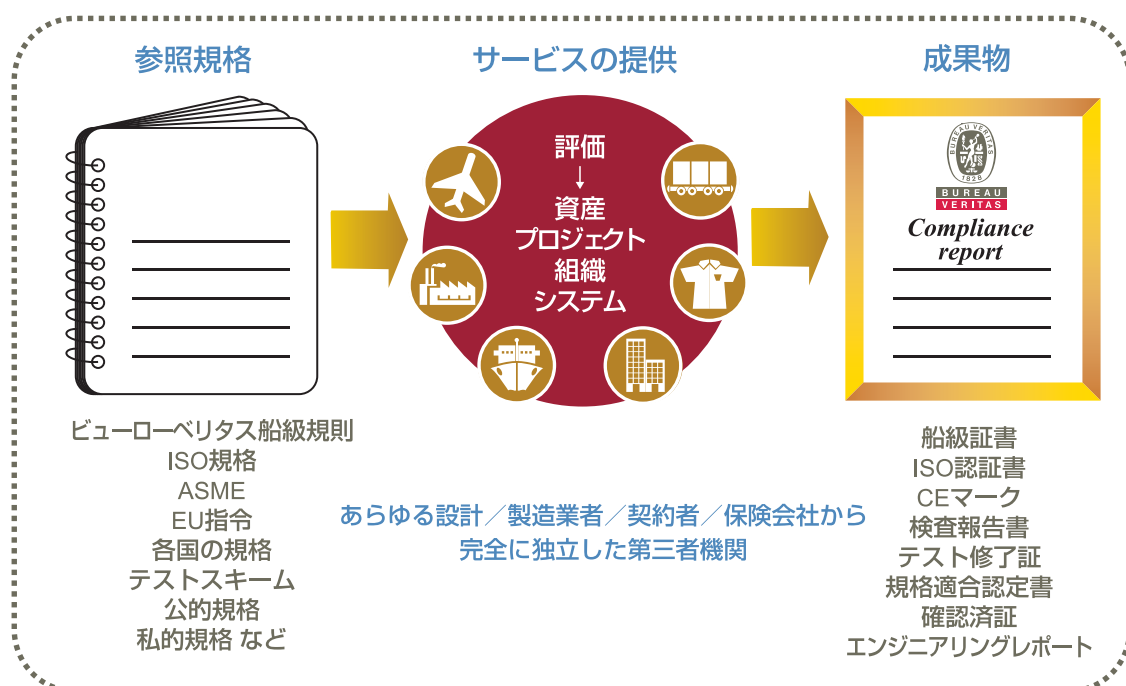 参照規格
サービスの提供
成果物
評価
↓
資産
プロジェクト
組織
システム
BUREAU VERITAS
1828
BUREAU
VERITAS
Compliance
report
ビューローベリタス船級規則
ISO規格
ASME
EU指令
各国の規格
テストスキーム
公的規格
私的規格 など
あらゆる設計／製造業者／契約者／保険会社から
完全に独立した第三者機関
船級証書
ISO認証書
CEマーク
検査報告書
テスト修了証
規格適合認定書
確認済証
エンジニアリングレポート